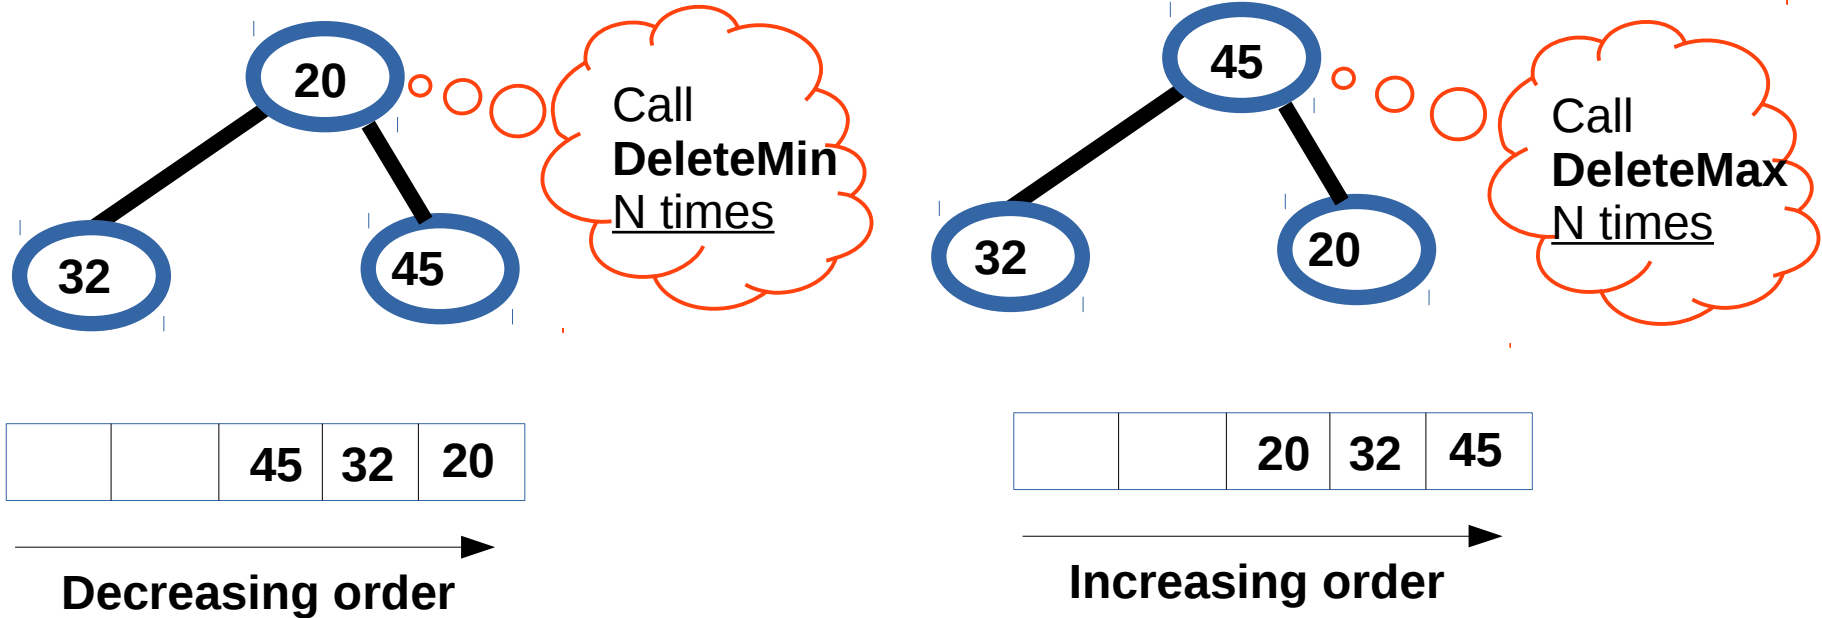 20
Call
DeleteMin
N times
32
45
45 32 20
Decreasing order
45
Call
DeleteMax
N times
32
20
20 32 45
Increasing order